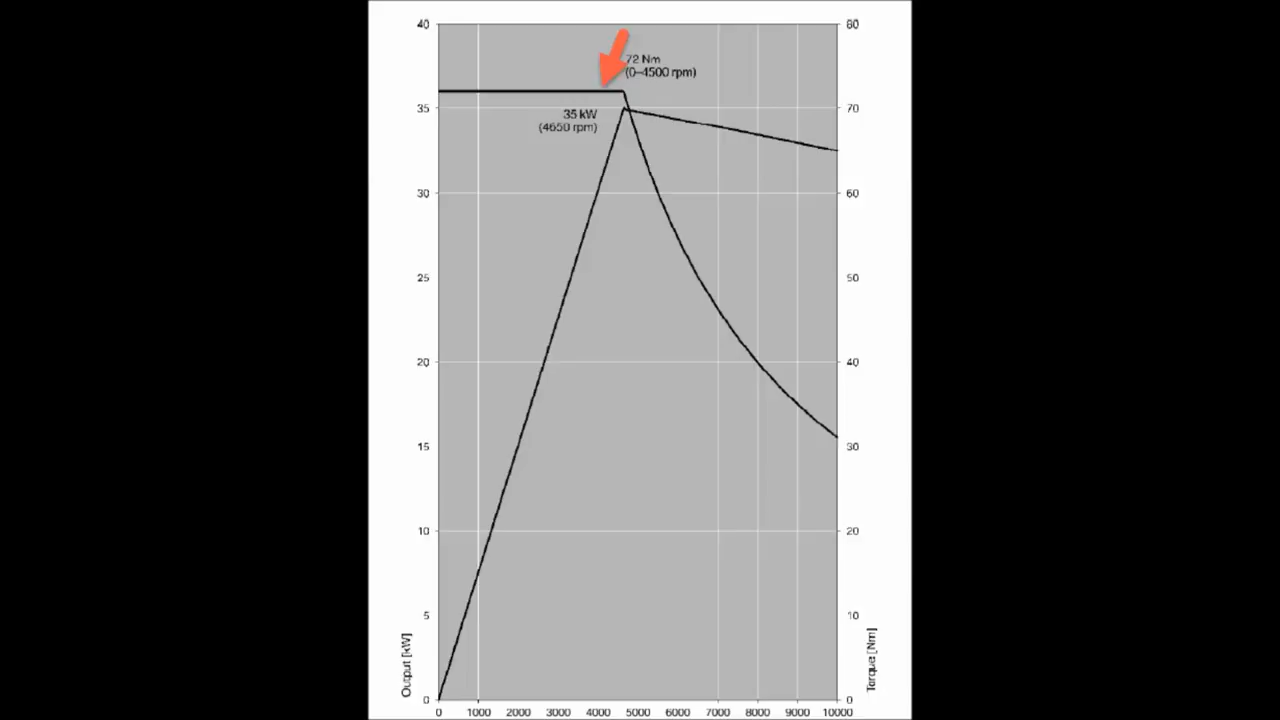 40
80
72 Nm
(0–4500 rpm)
35
70
35 kW
(4650 rpm)
30
60
25
50
20
40
15
30
10
20
5
10
Output [kW]
Torque [Nm]
0
0
0 1000 2000 3000 4000 5000 6000 7000 8000 9000 10000